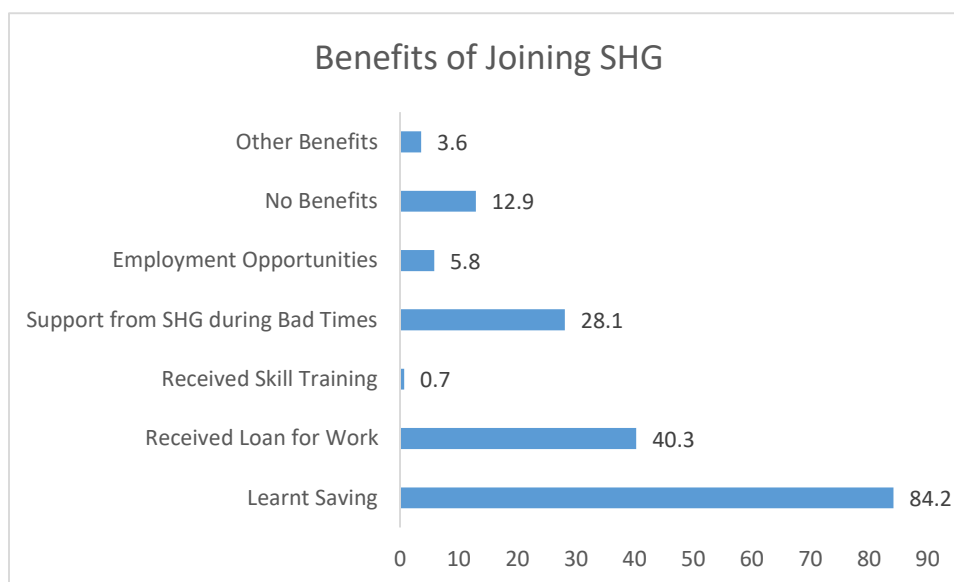 Benefits of Joining SHG
Other Benefits 3.6
No Benefits 12.9
Employment Opportunities 5.8
Support from SHG during Bad Times 28.1
Received Skill Training 0.7
Received Loan for Work 40.3
Learnt Saving 84.2
0 10 20 30 40 50 60 70 80 90